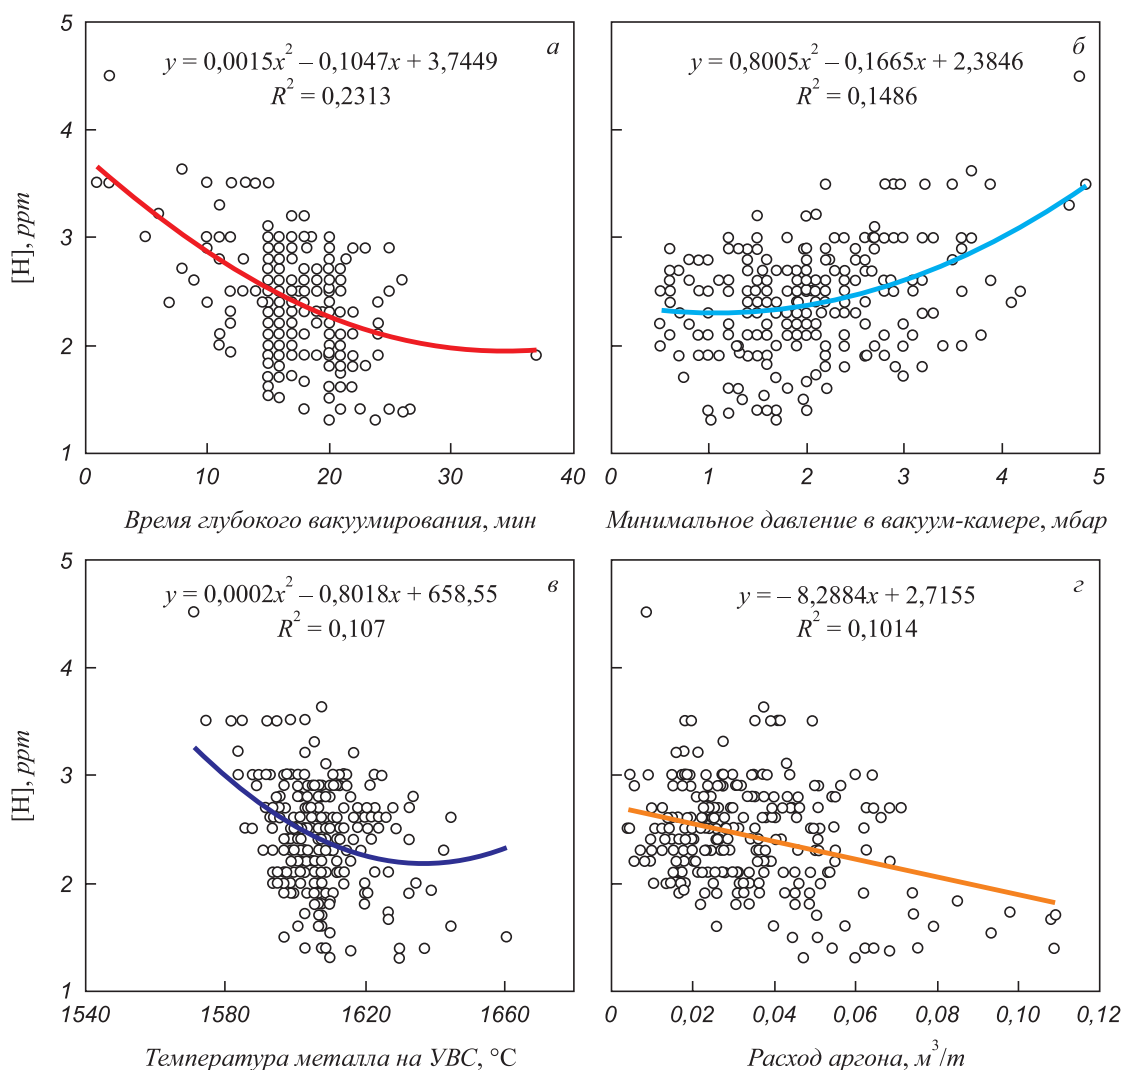 а
y = 0,0015x² – 0,1047x + 3,7449
R² = 0,2313
5
4
3
2
1
[H], ppm
0 10 20 30 40
Время глубокого вакуумирования, мин
б
y = 0,8005x² – 0,1665x + 2,3846
R² = 0,1486
0 1 2 3 4 5
Минимальное давление в вакуум-камере, мбар
в
y = 0,0002x² – 0,8018x + 658,55
R² = 0,107
5
4
3
2
1
[H], ppm
1540 1580 1620 1660
Температура металла на УВС, °С
г
y = – 8,2884x + 2,7155
R² = 0,1014
0 0,02 0,04 0,06 0,08 0,10 0,12
Расход аргона, м³/т